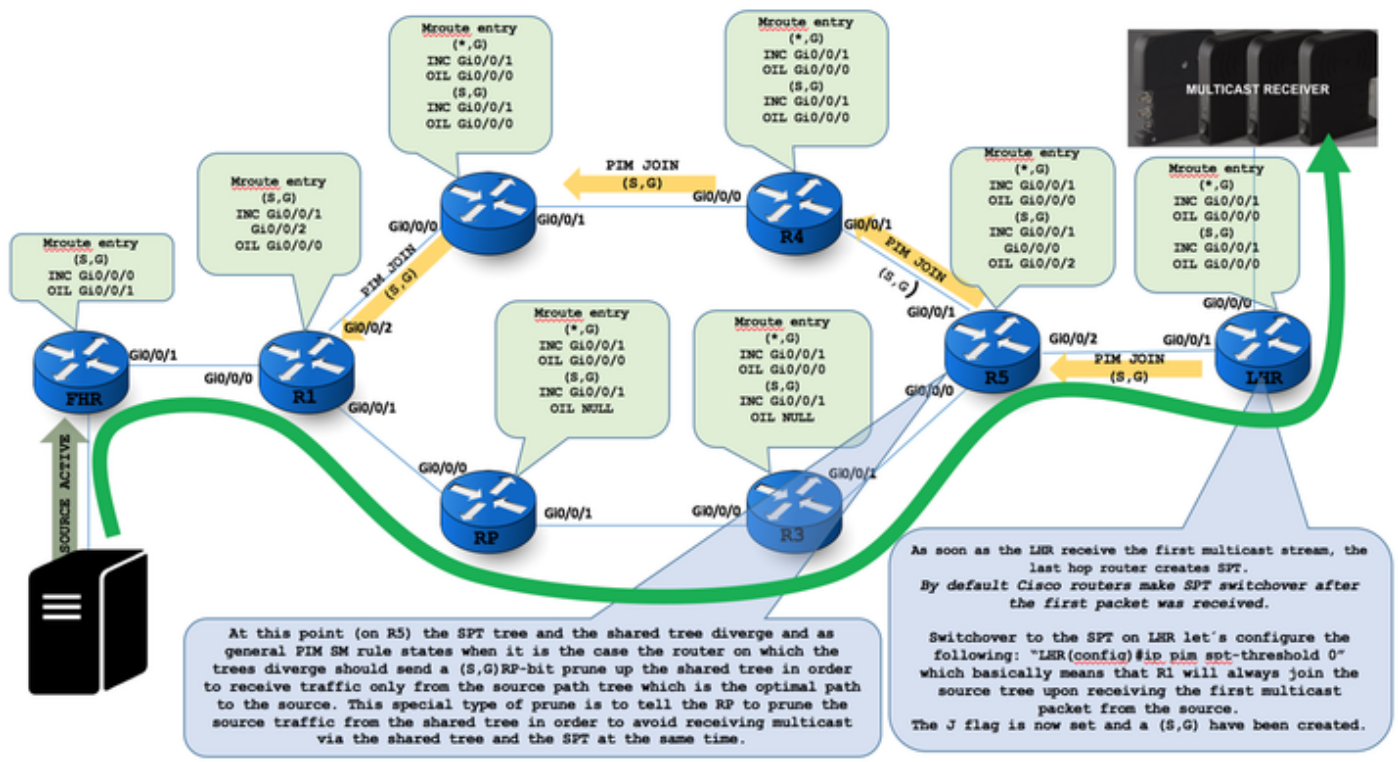 Mroute entry
(*,G)
INC Gi0/0/1
OIL Gi0/0/0
(S,G)
INC Gi0/0/1
OIL Gi0/0/0
Mroute entry
(*,G)
INC Gi0/0/1
OIL Gi0/0/0
(S,G)
INC Gi0/0/1
OIL Gi0/0/0
MULTICAST RECEIVER
Mroute entry
(S,G)
INC Gi0/0/1
Gi0/0/2
OIL Gi0/0/0
PIM JOIN
(S,G)
Mroute entry
(*,G)
INC Gi0/0/1
OIL Gi0/0/0
(S,G)
INC Gi0/0/1
Gi0/0/0
OIL Gi0/0/2
Mroute entry
(*,G)
INC Gi0/0/1
OIL Gi0/0/0
(S,G)
INC Gi0/0/1
OIL Gi0/0/0
Mroute entry
(S,G)
INC Gi0/0/0
OIL Gi0/0/1
Gi0/0/0
Gi0/0/1
Gi0/0/0
R4
Gi0/0/1
PIM JOIN
(S,G)
PIM JOIN
(S,G)
Gi0/0/2
Gi0/0/1
Gi0/0/0
Mroute entry
(*,G)
INC Gi0/0/1
OIL Gi0/0/0
(S,G)
INC Gi0/0/1
OIL NULL
Mroute entry
(*,G)
INC Gi0/0/1
OIL Gi0/0/0
(S,G)
INC Gi0/0/1
OIL NULL
FHR
Gi0/0/1
Gi0/0/0
R1
Gi0/0/1
R5
Gi0/0/2
Gi0/0/1
PIM JOIN
(S,G)
LHR
Gi0/0/0
SOURCE ACTIVE
Gi0/0/0
RP
Gi0/0/1
Gi0/0/0
R3
Gi0/0/1
At this point (on R5) the SPT tree and the shared tree diverge and as
general PIM SM rule states when it is the case the router on which the
trees diverge should send a (S,G)RP-bit prune up the shared tree in order
to receive traffic only from the source path tree which is the optimal path
to the source. This special type of prune is to tell the RP to prune the
source traffic from the shared tree in order to avoid receiving multicast
via the shared tree and the SPT at the same time.
As soon as the LHR receive the first multicast stream, the
last hop router creates SPT.
By default Cisco routers make SPT switchover after
the first packet was received.
Switchover to the SPT on LHR let´s configure the
following: “LHR(config)#ip pim spt-threshold 0”
which basically means that R1 will always join the
source tree upon receiving the first multicast
packet from the source.
The J flag is now set and a (S,G) have been created.